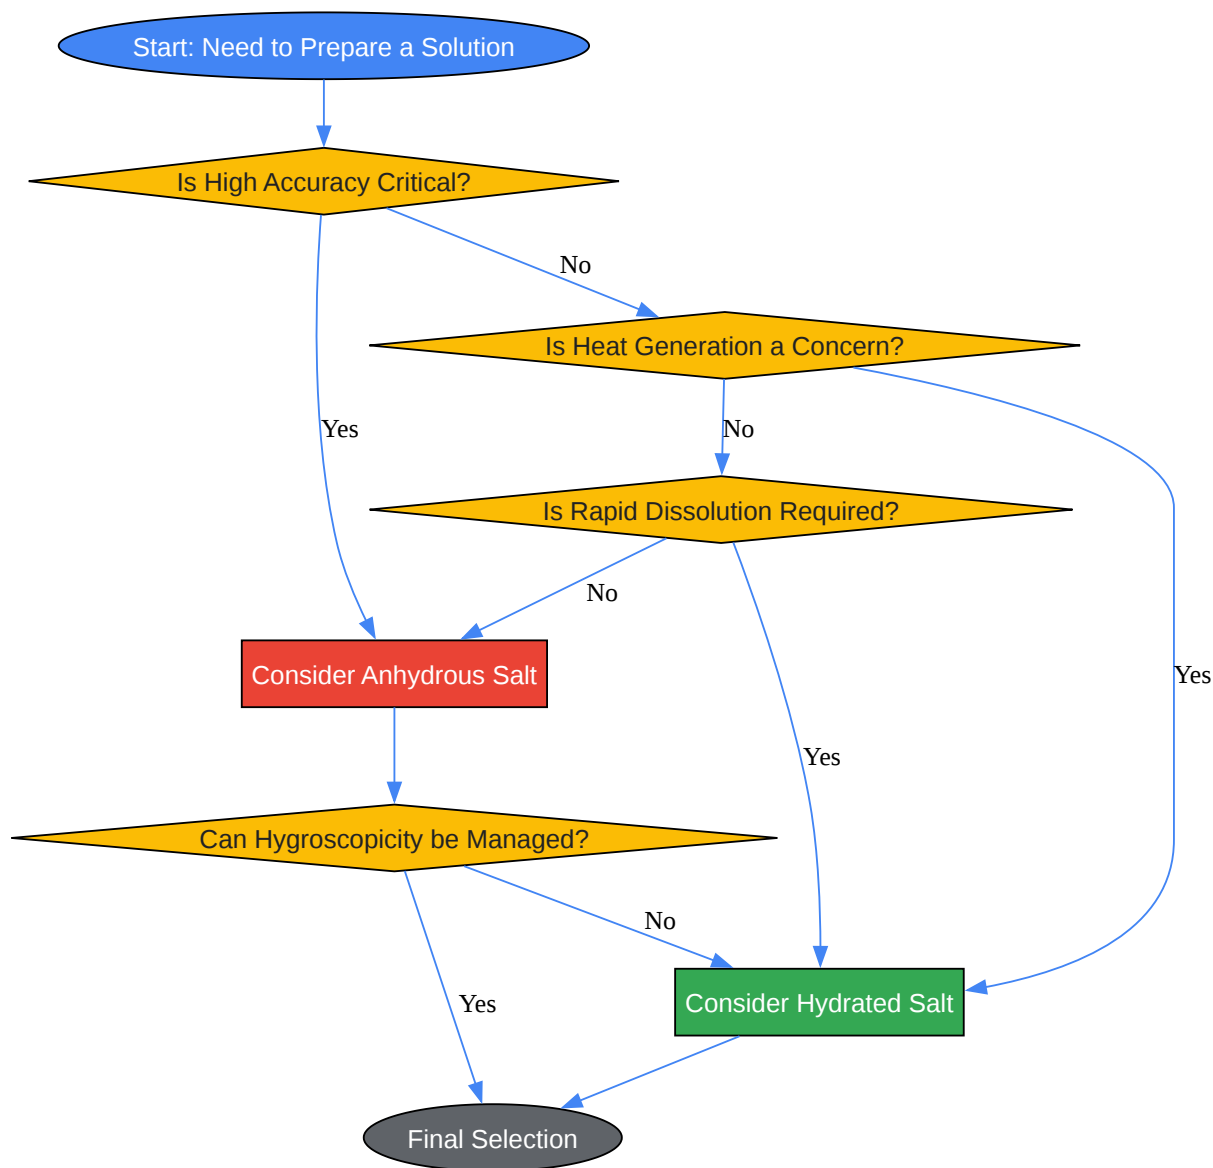 Start: Need to Prepare a Solution
Is High Accuracy Critical?
No
Is Heat Generation a Concern?
Yes
No
Is Rapid Dissolution Required?
No
Consider Anhydrous Salt
Yes
Yes
Can Hygroscopicity be Managed?
No
Yes
Consider Hydrated Salt
Final Selection